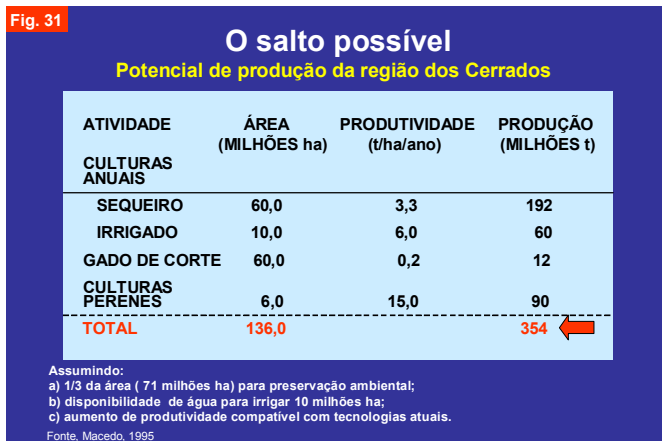 Fig. 31
O salto possível
Potencial de produção da região dos Cerrados
ATIVIDADE ÁREA PRODUTIVIDADE PRODUÇÃO
(MILHÕES ha) (t/ha/ano) (MILHÕES t)
CULTURAS
ANUAIS
SEQUEIRO 60,0 3,3 192
IRRIGADO 10,0 6,0 60
GADO DE CORTE 60,0 0,2 12
CULTURAS
PERENES 6,0 15,0 90
TOTAL 136,0 354
Assumindo:
a) 1/3 da área ( 71 milhões ha) para preservação ambiental;
b) disponibilidade de água para irrigar 10 milhões ha;
c) aumento de produtividade compatível com tecnologias atuais.
Fonte, Macedo, 1995